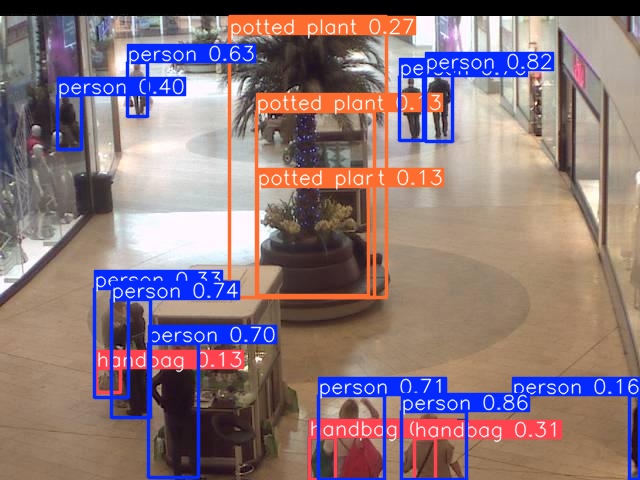 potted plant 0.27
person 0.63
person 0.82
person 0.40
potted plant 0.13
potted plant 0.13
person 0.33
person 0.74
person 0.70
handbag 0.13
person 0.71
person 0.16
person 0.86
handbag
handbag 0.31